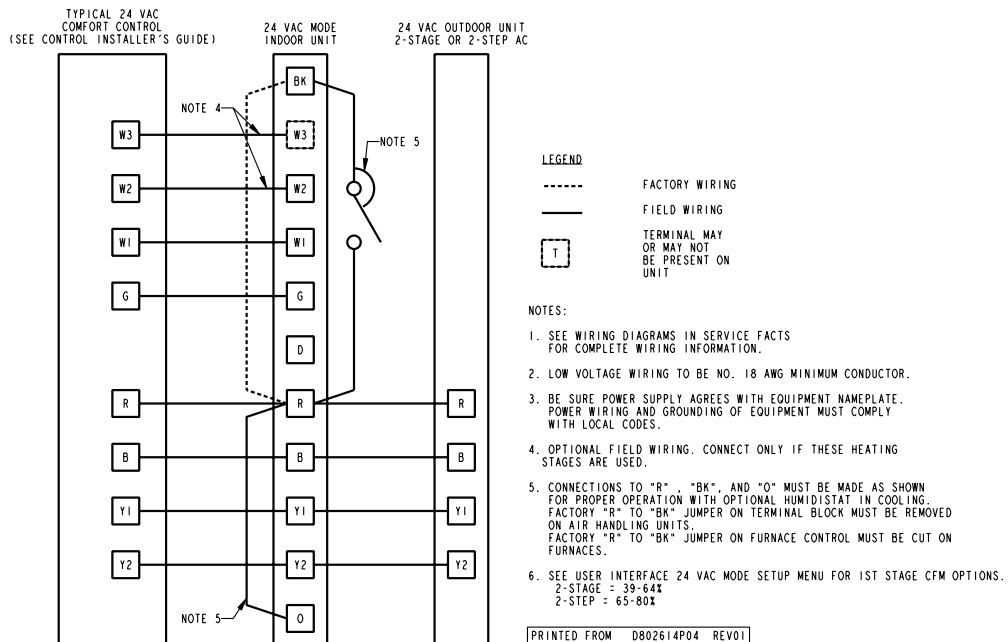 TYPICAL 24 VAC
COMFORT CONTROL
(SEE CONTROL INSTALLER'S GUIDE)
24 VAC MODE
INDOOR UNIT
24 VAC OUTDOOR UNIT
2-STAGE OR 2-STEP AC
BK
NOTE 4
W3
W3
NOTE 5
W2
W2
W1
W1
G
G
D
R
R
R
B
B
B
Y1
Y1
Y1
Y2
Y2
Y2
NOTE 5
O
LEGEND
FACTORY WIRING
FIELD WIRING
T
TERMINAL MAY
OR MAY NOT
BE PRESENT ON
UNIT
NOTES:
1. SEE WIRING DIAGRAMS IN SERVICE FACTS
FOR COMPLETE WIRING INFORMATION.
2. LOW VOLTAGE WIRING TO BE NO. 18 AWG MINIMUM CONDUCTOR.
3. BE SURE POWER SUPPLY AGREES WITH EQUIPMENT NAMEPLATE.
POWER WIRING AND GROUNDING OF EQUIPMENT MUST COMPLY
WITH LOCAL CODES.
4. OPTIONAL FIELD WIRING. CONNECT ONLY IF THESE HEATING
STAGES ARE USED.
5. CONNECTIONS TO "R" , "BK", AND "O" MUST BE MADE AS SHOWN
FOR PROPER OPERATION WITH OPTIONAL HUMIDISTAT IN COOLING.
FACTORY "R" TO "BK" JUMPER ON TERMINAL BLOCK MUST BE REMOVED
ON AIR HANDLING UNITS.
FACTORY "R" TO "BK" JUMPER ON FURNACE CONTROL MUST BE CUT ON
FURNACES.
6. SEE USER INTERFACE 24 VAC MODE SETUP MENU FOR 1ST STAGE CFM OPTIONS.
2-STAGE = 39-64%
2-STEP = 65-80%
PRINTED FROM D802614P04 REV01